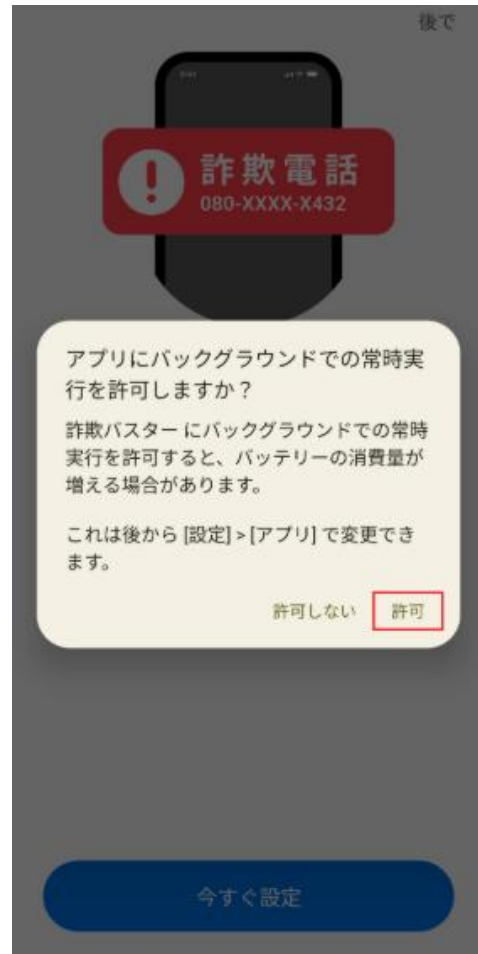 後で
詐欺電話
080-XXXX-X432
アプリにバックグラウンドでの常時実
行を許可しますか？
詐欺バスター にバックグラウンドでの常時
実行を許可すると、バッテリーの消費量が
増える場合があります。
これは後から [設定] > [アプリ] で変更でき
ます。
許可しない 許可
今すぐ設定